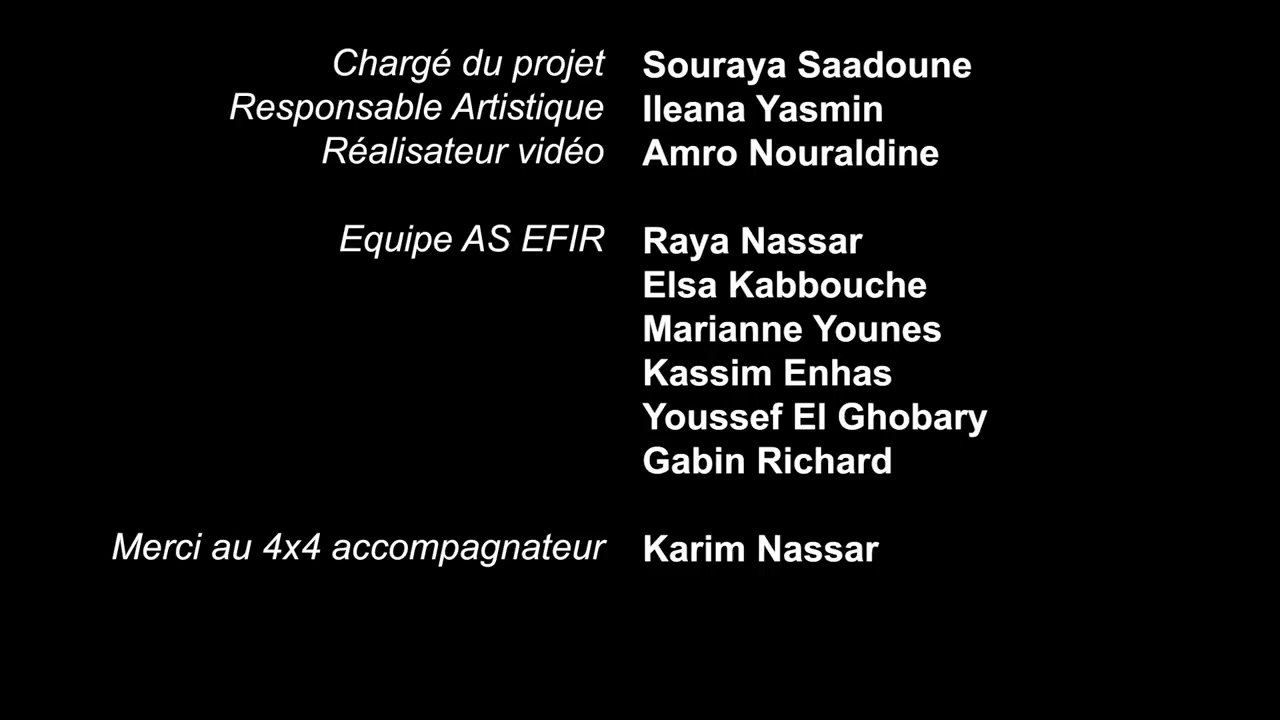 Chargé du projet Souraya Saadoune
Responsable Artistique Ileana Yasmin
Réalisateur vidéo Amro Nouraldine
Equipe AS EFIR Raya Nassar
Elsa Kabbouche
Marianne Younes
Kassim Enhas
Youssef El Ghobary
Gabin Richard
Merci au 4x4 accompagnateur Karim Nassar